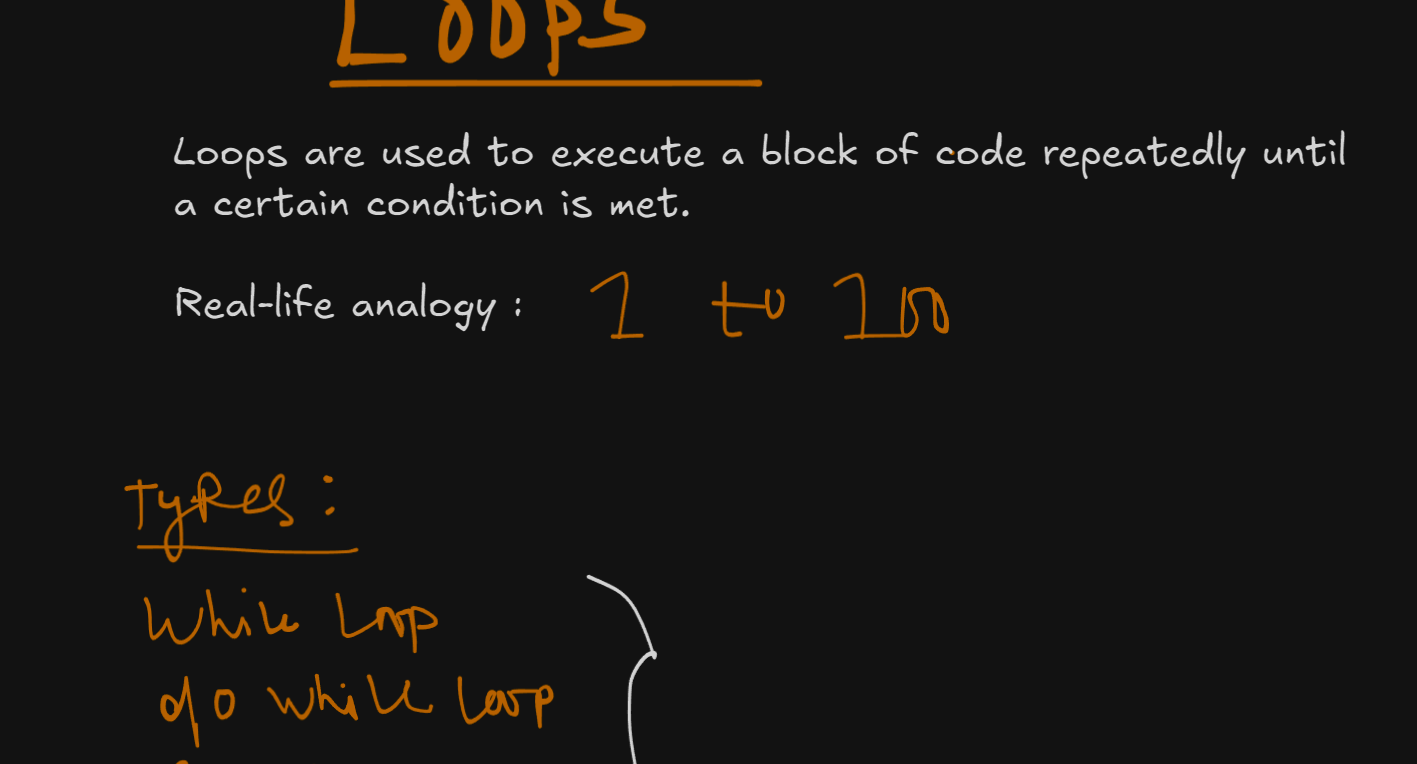 Loops
Loops are used to execute a block of code repeatedly until
a certain condition is met.
Real-life analogy : 1 to 100
Types :
While Loop
do while loop